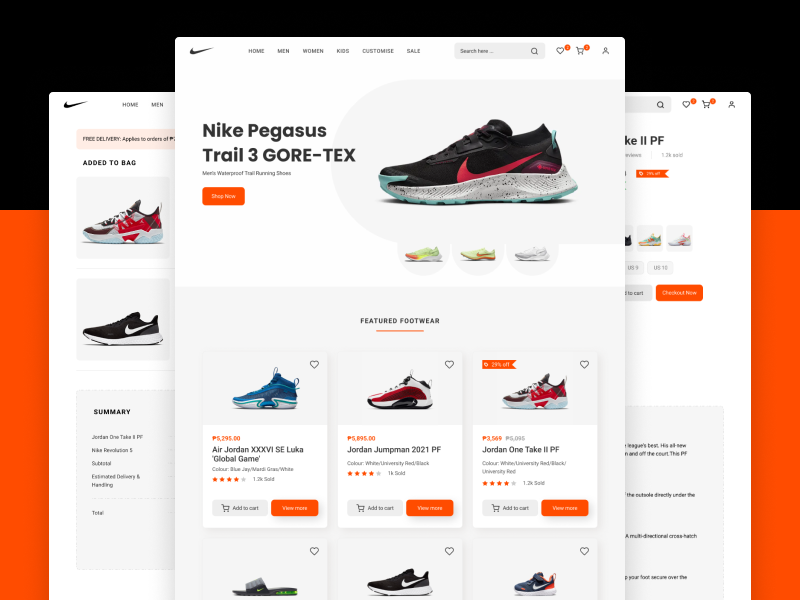 HOME MEN WOMEN KIDS CUSTOMISE SALE
Search here ...
Nike Pegasus
Trail 3 GORE-TEX
Men's Waterproof Trail Running Shoes
Shop Now
FEATURED FOOTWEAR
₱5,295.00
Air Jordan XXXVI SE Luka
'Global Game'
Colour: Blue Jay/Mardi Gras/White
1.2k Sold
Add to cart
View more
₱5,895.00
Jordan Jumpman 2021 PF
Colour: White/University Red/Black
1k Sold
Add to cart
View more
29% off
₱3,569 ₱5,095
Jordan One Take II PF
Colour: White/University Red/Black/
University Red
1.2k Sold
Add to cart
View more
HOME MEN
FREE DELIVERY: Applies to orders of
ADDED TO BAG
SUMMARY
Jordan One Take II PF
Nike Revolution 5
Subtotal
Estimated Delivery &
Handling
Total
ke II PF
eviews
1.2k sold
US 9
US 10
to cart
Checkout Now
league's best. His all-new
n and off the court.This PF
the outsole directly under the
A multi-directional cross-hatch
p your foot secure over the